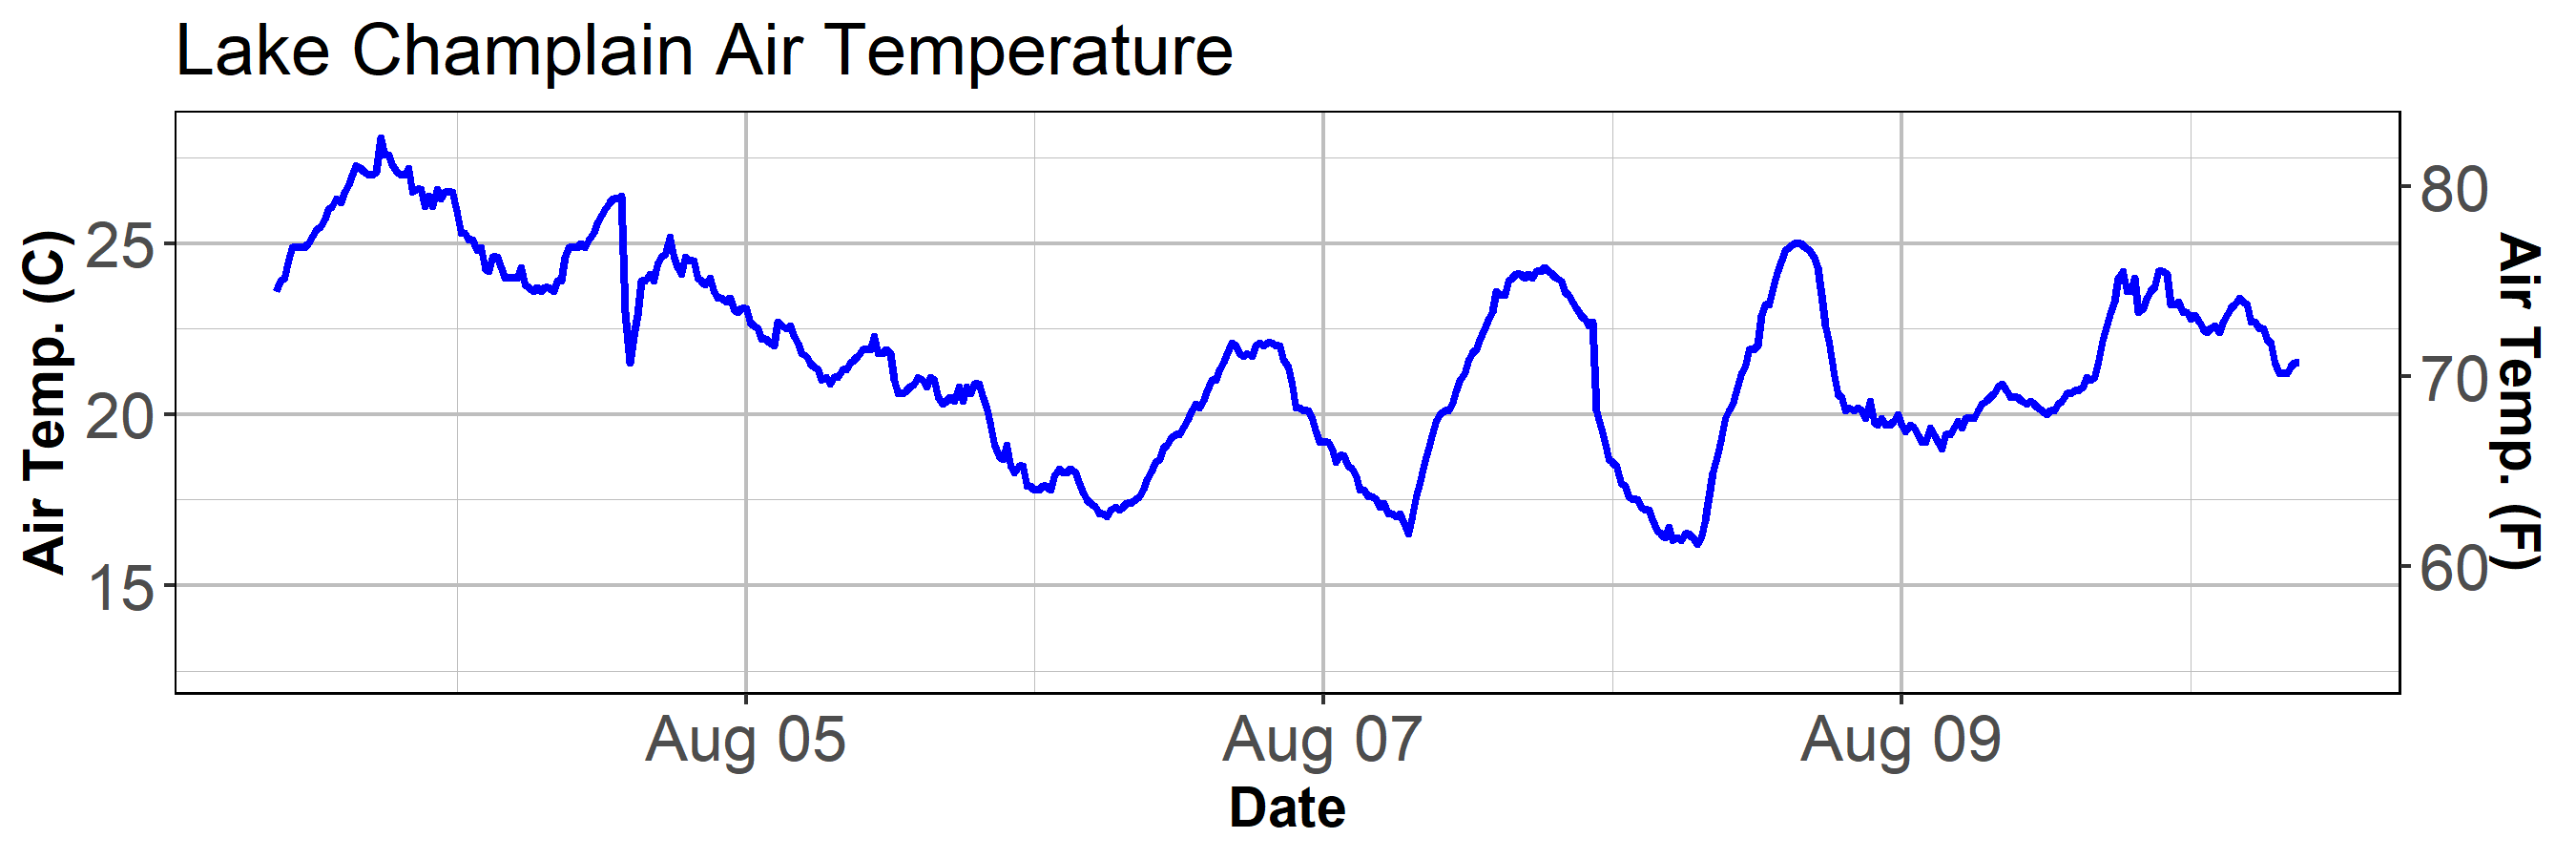 Lake Champlain Air Temperature
Air Temp. (C)
25
20
15
80
70
60
Air Temp. (F)
Aug 05 Aug 07 Aug 09
Date